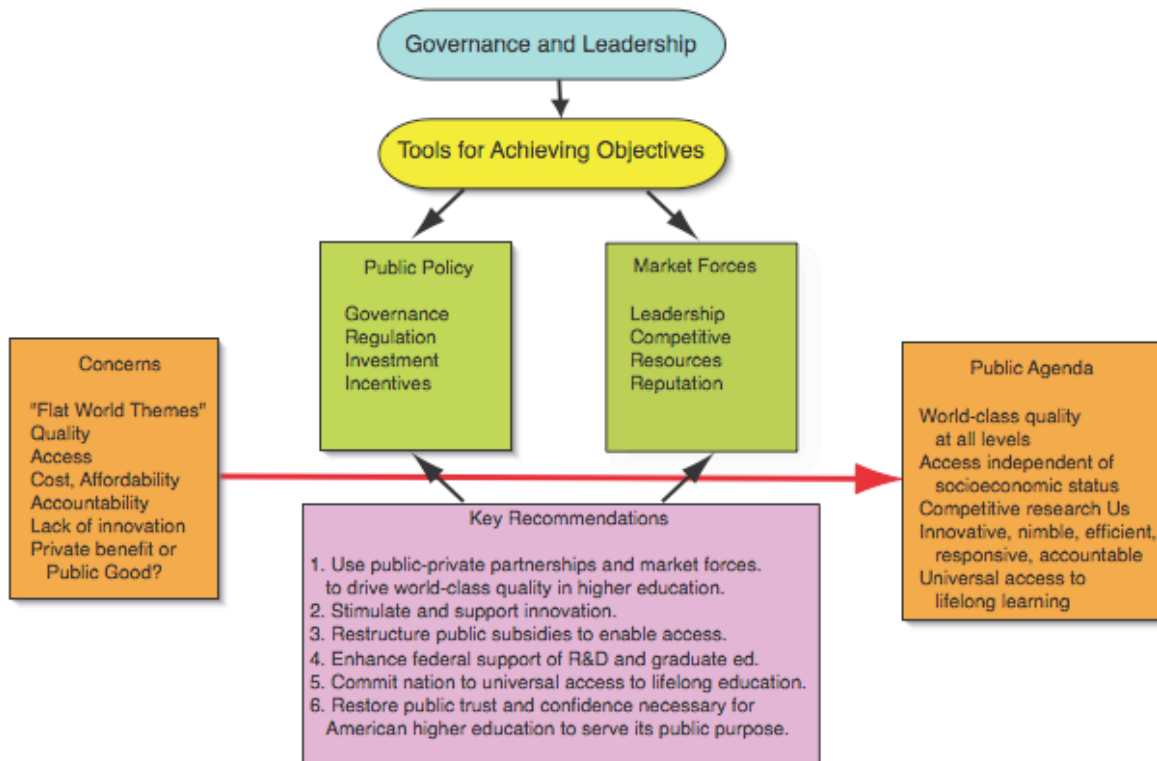 Governance and Leadership
Tools for Achieving Objectives
Public Policy
Governance
Regulation
Investment
Incentives
Market Forces
Leadership
Competitive
Resources
Reputation
Concerns
"Flat World Themes"
Quality
Access
Cost, Affordability
Accountability
Lack of innovation
Private benefit or
Public Good?
Public Agenda
World-class quality
at all levels
Access independent of
socioeconomic status
Competitive research Us
Innovative, nimble, efficient,
responsive, accountable
Universal access to
lifelong learning
Key Recommendations
1. Use public-private partnerships and market forces.
to drive world-class quality in higher education.
2. Stimulate and support innovation.
3. Restructure public subsidies to enable access.
4. Enhance federal support of R&D and graduate ed.
5. Commit nation to universal access to lifelong education.
6. Restore public trust and confidence necessary for
American higher education to serve its public purpose.